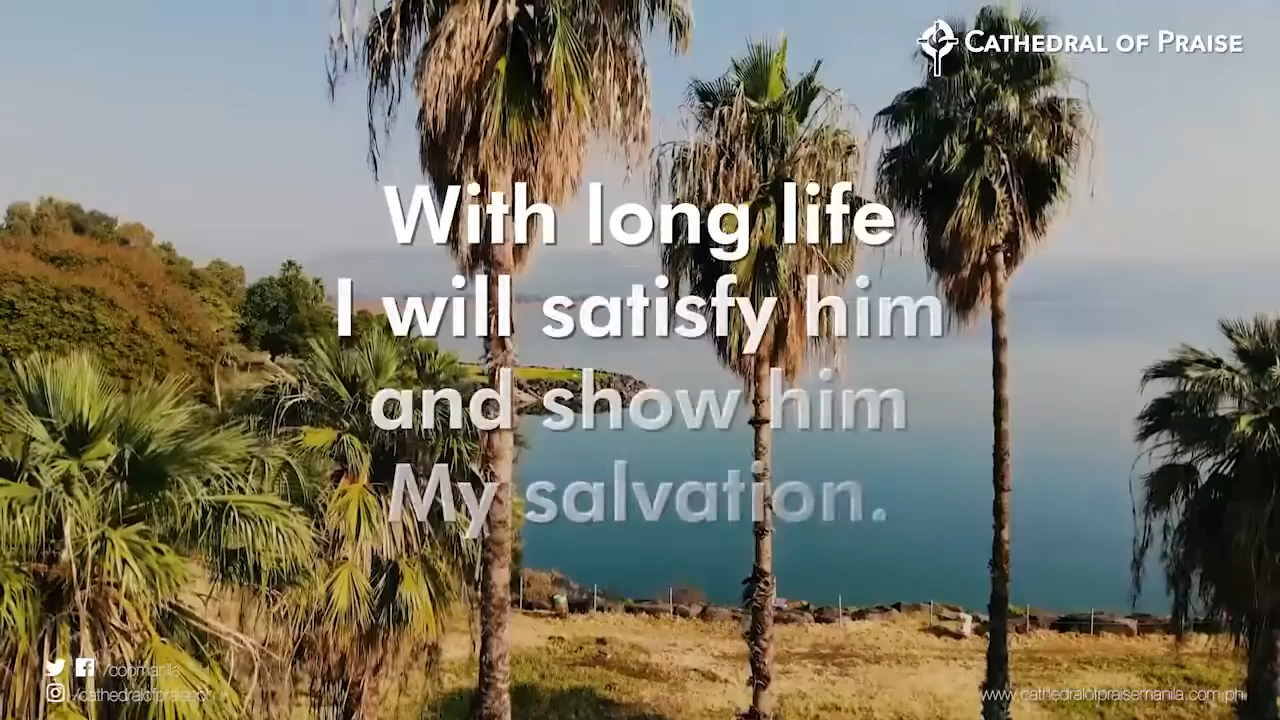 CATHEDRAL OF PRAISE
With long life
I will satisfy him
and show him
My salvation.
/copmanila
/cathedralofpraiseph
www.cathedralofpraisemanila.com.ph